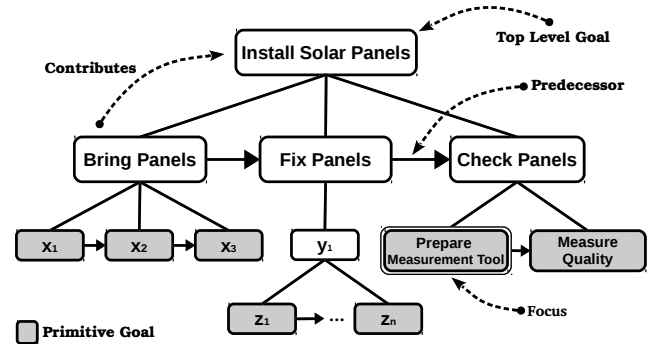 Install Solar Panels
Top Level Goal
Contributes
Predecessor
Bring Panels
Fix Panels
Check Panels
x₁
x₂
x₃
y₁
Prepare
Measurement Tool
Measure
Quality
z₁
...
zₙ
Focus
Primitive Goal